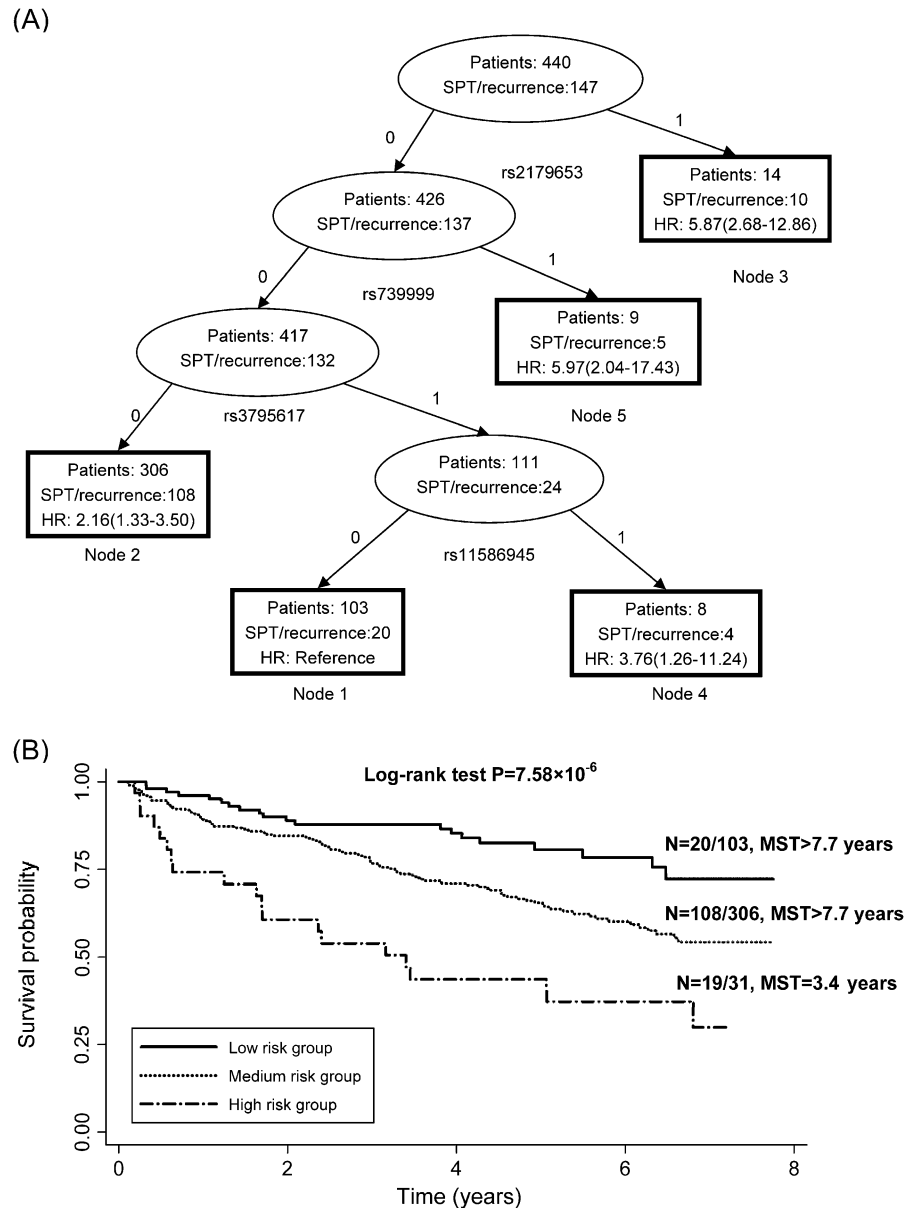 (A)
Patients: 440
SPT/recurrence:147
0
1
rs2179653
Patients: 14
SPT/recurrence:10
HR: 5.87(2.68-12.86)
Node 3
Patients: 426
SPT/recurrence:137
0
1
rs739999
Patients: 9
SPT/recurrence:5
HR: 5.97(2.04-17.43)
Node 5
Patients: 417
SPT/recurrence:132
0
1
rs3795617
Patients: 306
SPT/recurrence:108
HR: 2.16(1.33-3.50)
Node 2
Patients: 111
SPT/recurrence:24
0
1
rs11586945
Patients: 103
SPT/recurrence:20
HR: Reference
Node 1
Patients: 8
SPT/recurrence:4
HR: 3.76(1.26-11.24)
Node 4
(B)
Log-rank test P=7.58×10⁻⁶
N=20/103, MST>7.7 years
N=108/306, MST>7.7 years
N=19/31, MST=3.4 years
Survival probability
1.00
0.75
0.50
0.25
0.00
Low risk group
Medium risk group
High risk group
0
2
4
6
8
Time (years)